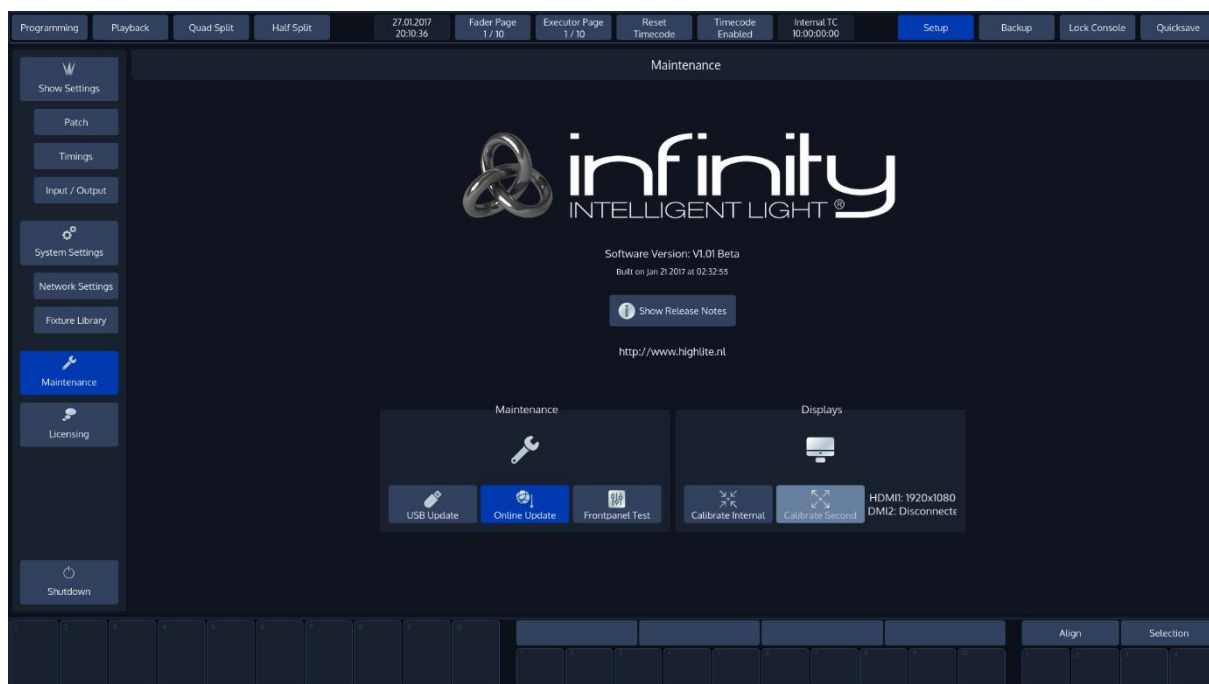 Programming
Playback
Quad Split
Half Split
27.01.2017
20:10:36
Fader Page
1 / 10
Executor Page
1 / 10
Reset
Timecode
Timecode
Enabled
Internal TC
10:00:00:00
Setup
Backup
Lock Console
Quicksave
Show Settings
Patch
Timings
Input / Output
System Settings
Network Settings
Fixture Library
Maintenance
Licensing
Shutdown
Maintenance
infinity
INTELLIGENT LIGHT ®
Software Version: V1.01 Beta
Built on Jan 21 2017 at 02:32:55
Show Release Notes
http://www.highlite.nl
Maintenance
USB Update
Online Update
Frontpanel Test
Displays
Calibrate Internal
Calibrate Second
HDMI1: 1920x1080
DMI2: Disconnecte
Align
Selection